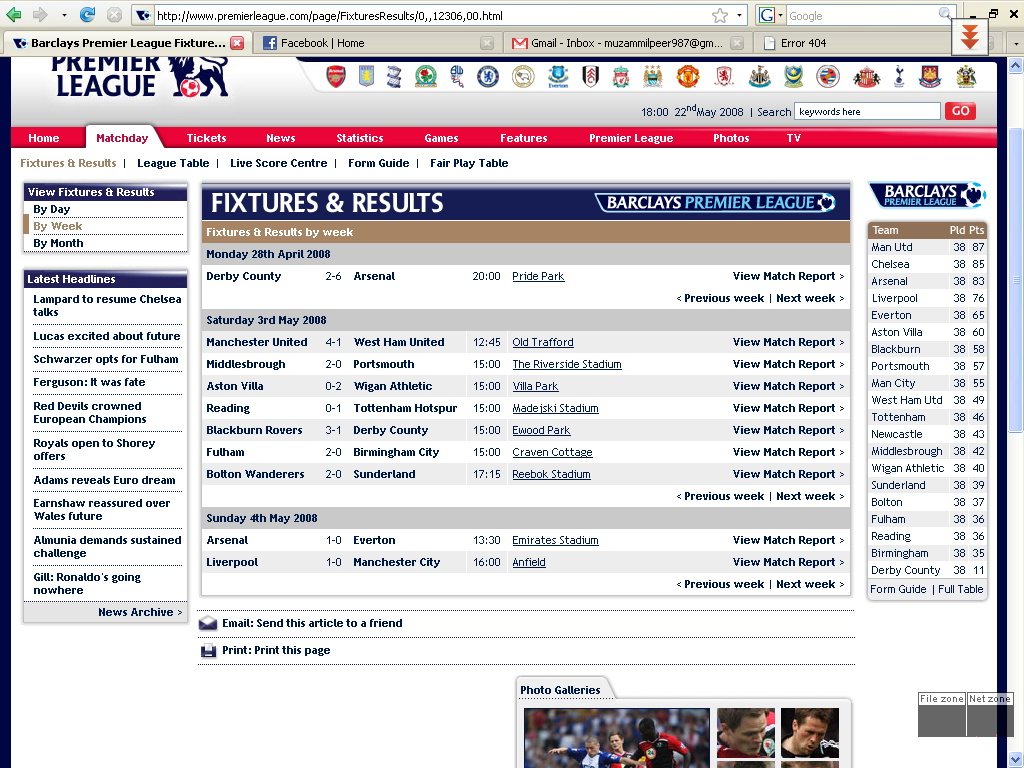 http://www.premierleague.com/page/FixturesResults/0,,12306,00.html
Google
Barclays Premier League Fixture...
Facebook | Home
Gmail - Inbox - muzammilpeer987@gm...
Error 404
PREMIER
LEAGUE
18:00 22nd May 2008 | Search keywords here GO
Home Matchday Tickets News Statistics Games Features Premier League Photos TV
Fixtures & Results | League Table | Live Score Centre | Form Guide | Fair Play Table
View Fixtures & Results
By Day
By Week
By Month
Latest Headlines
Lampard to resume Chelsea
talks
Lucas excited about future
Schwarzer opts for Fulham
Ferguson: It was fate
Red Devils crowned
European Champions
Royals open to Shorey
offers
Adams reveals Euro dream
Earnshaw reassured over
Wales future
Almunia demands sustained
challenge
Gill: Ronaldo's going
nowhere
News Archive >
FIXTURES & RESULTS BARCLAYS PREMIER LEAGUE
Fixtures & Results by week
Monday 28th April 2008
Derby County 2-6 Arsenal 20:00 Pride Park View Match Report >
< Previous week | Next week >
Saturday 3rd May 2008
Manchester United 4-1 West Ham United 12:45 Old Trafford View Match Report >
Middlesbrough 2-0 Portsmouth 15:00 The Riverside Stadium View Match Report >
Aston Villa 0-2 Wigan Athletic 15:00 Villa Park View Match Report >
Reading 0-1 Tottenham Hotspur 15:00 Madejski Stadium View Match Report >
Blackburn Rovers 3-1 Derby County 15:00 Ewood Park View Match Report >
Fulham 2-0 Birmingham City 15:00 Craven Cottage View Match Report >
Bolton Wanderers 2-0 Sunderland 17:15 Reebok Stadium View Match Report >
< Previous week | Next week >
Sunday 4th May 2008
Arsenal 1-0 Everton 13:30 Emirates Stadium View Match Report >
Liverpool 1-0 Manchester City 16:00 Anfield View Match Report >
< Previous week | Next week >
Email: Send this article to a friend
Print: Print this page
Photo Galleries
BARCLAYS
PREMIER LEAGUE
Team Pld Pts
Man Utd 38 87
Chelsea 38 85
Arsenal 38 83
Liverpool 38 76
Everton 38 65
Aston Villa 38 60
Blackburn 38 58
Portsmouth 38 57
Man City 38 55
West Ham Utd 38 49
Tottenham 38 46
Newcastle 38 43
Middlesbrough 38 42
Wigan Athletic 38 40
Sunderland 38 39
Bolton 38 37
Fulham 38 36
Reading 38 36
Birmingham 38 35
Derby County 38 11
Form Guide | Full Table
File zone Net zone